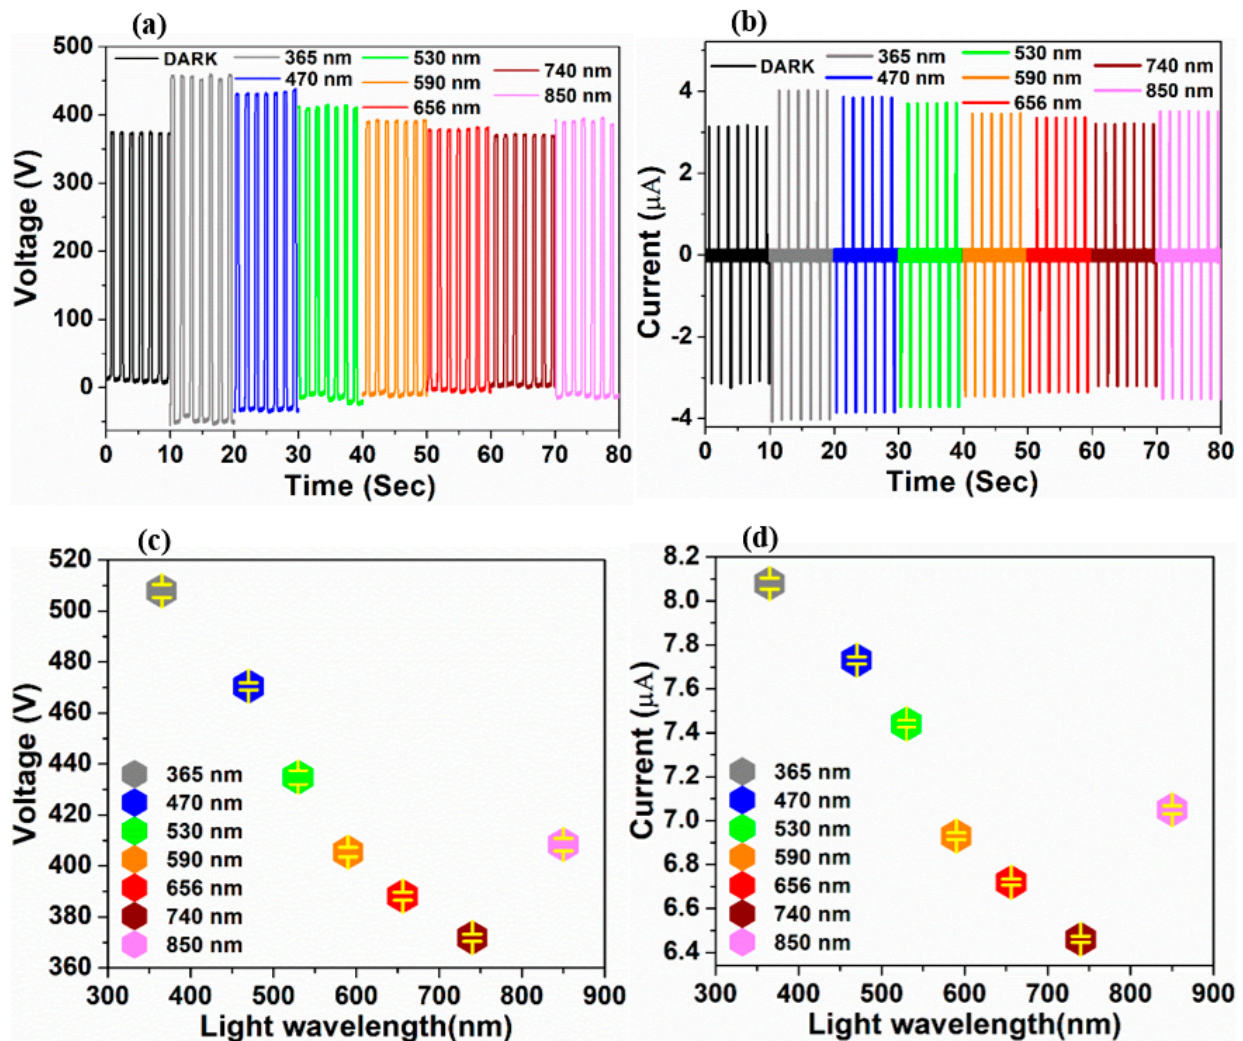 (a)
500
400
300
200
100
0
Voltage (V)
DARK
365 nm
470 nm
530 nm
590 nm
656 nm
740 nm
850 nm
0 10 20 30 40 50 60 70 80
Time (Sec)
(b)
4
2
0
-2
-4
Current (μA)
DARK
365 nm
470 nm
530 nm
590 nm
656 nm
740 nm
850 nm
0 10 20 30 40 50 60 70 80
Time (Sec)
(c)
520
500
480
460
440
420
400
380
360
Voltage (V)
365 nm
470 nm
530 nm
590 nm
656 nm
740 nm
850 nm
300 400 500 600 700 800 900
Light wavelength(nm)
(d)
8.2
8.0
7.8
7.6
7.4
7.2
7.0
6.8
6.6
6.4
Current (μA)
365 nm
470 nm
530 nm
590 nm
656 nm
740 nm
850 nm
300 400 500 600 700 800 900
Light wavelength(nm)